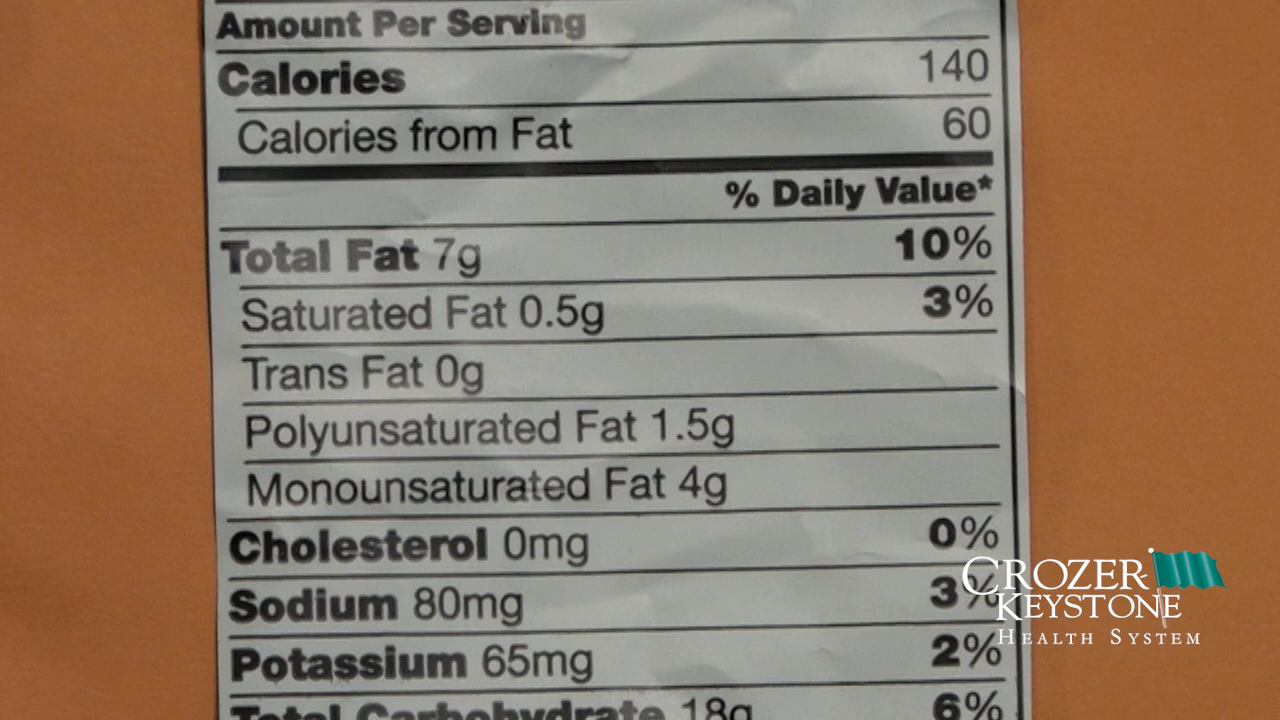 Amount Per Serving
Calories 140
Calories from Fat 60
% Daily Value*
Total Fat 7g 10%
Saturated Fat 0.5g 3%
Trans Fat 0g
Polyunsaturated Fat 1.5g
Monounsaturated Fat 4g
Cholesterol 0mg 0%
Sodium 80mg 3%
Potassium 65mg 2%
Total Carbohydrate 18g 6%
CROZER
KEYSTONE
HEALTH SYSTEM